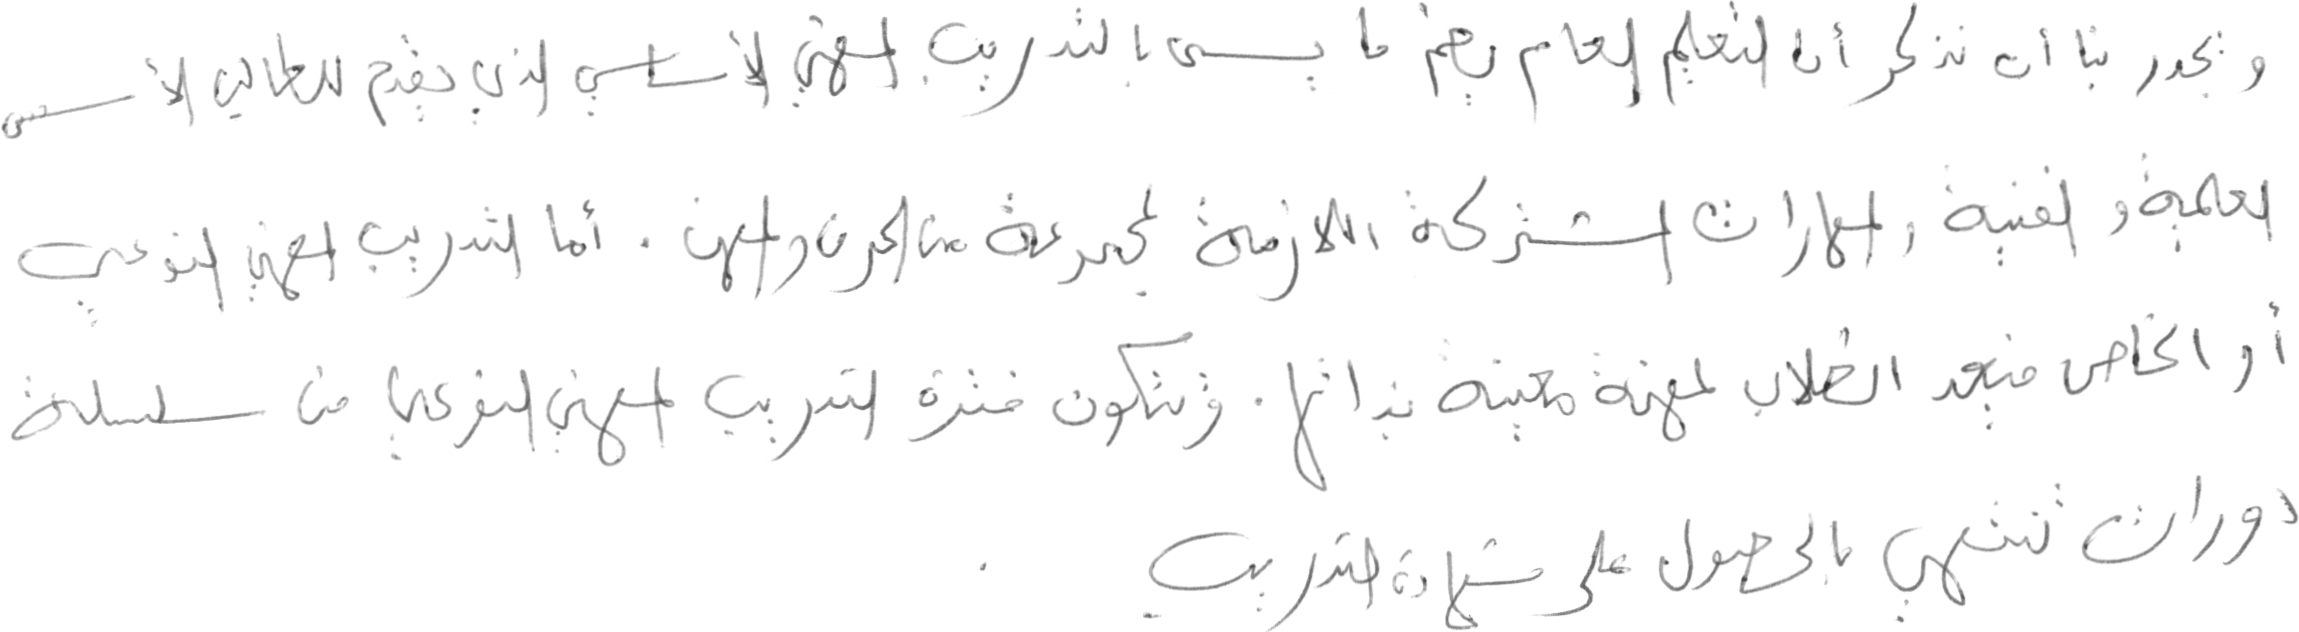 ويجدر بنا أن نذكر أن التعليم العام يضم ما يسمى بالتدريب المهني الأساسي الذي يقدم للطالب الأسس
العلمية والفنية والمهارات المشتركة اللازمة لمجموعة من الحرف والمهن . أما التدريب المهني النوعي
أو الخاص فيعد الطلاب لمهنة معينة بذاتها . وتتكون فترة التدريب المهني النوعي من سلسلة
دورات تنتهي بالحصول على شهادة التدريب .